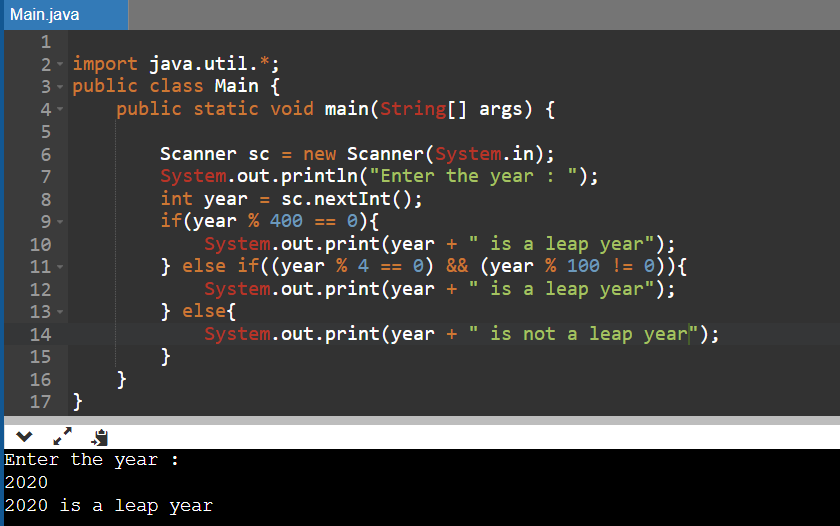 Main.java
1
2 import java.util.*;
3 public class Main {
4     public static void main(String[] args) {
5
6         Scanner sc = new Scanner(System.in);
7         System.out.println("Enter the year : ");
8         int year = sc.nextInt();
9         if(year % 400 == 0){
10             System.out.print(year + " is a leap year");
11         } else if((year % 4 == 0) && (year % 100 != 0)){
12             System.out.print(year + " is a leap year");
13         } else{
14             System.out.print(year + " is not a leap year");
15         }
16     }
17 }
Enter the year :
2020
2020 is a leap year